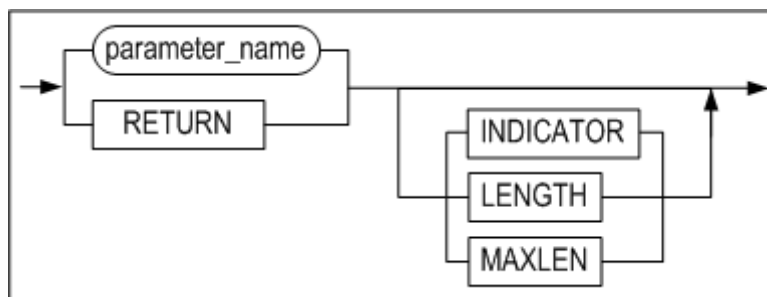 parameter_name
RETURN
INDICATOR
LENGTH
MAXLEN